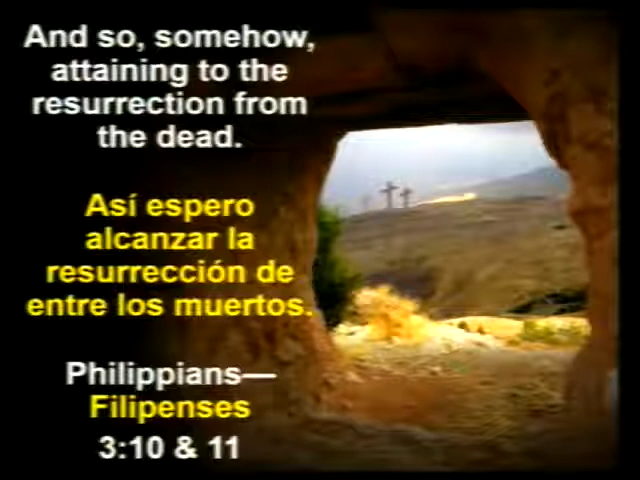 And so, somehow,
attaining to the
resurrection from
the dead.
Así espero
alcanzar la
resurrección de
entre los muertos.
Philippians—
Filipenses
3:10 & 11